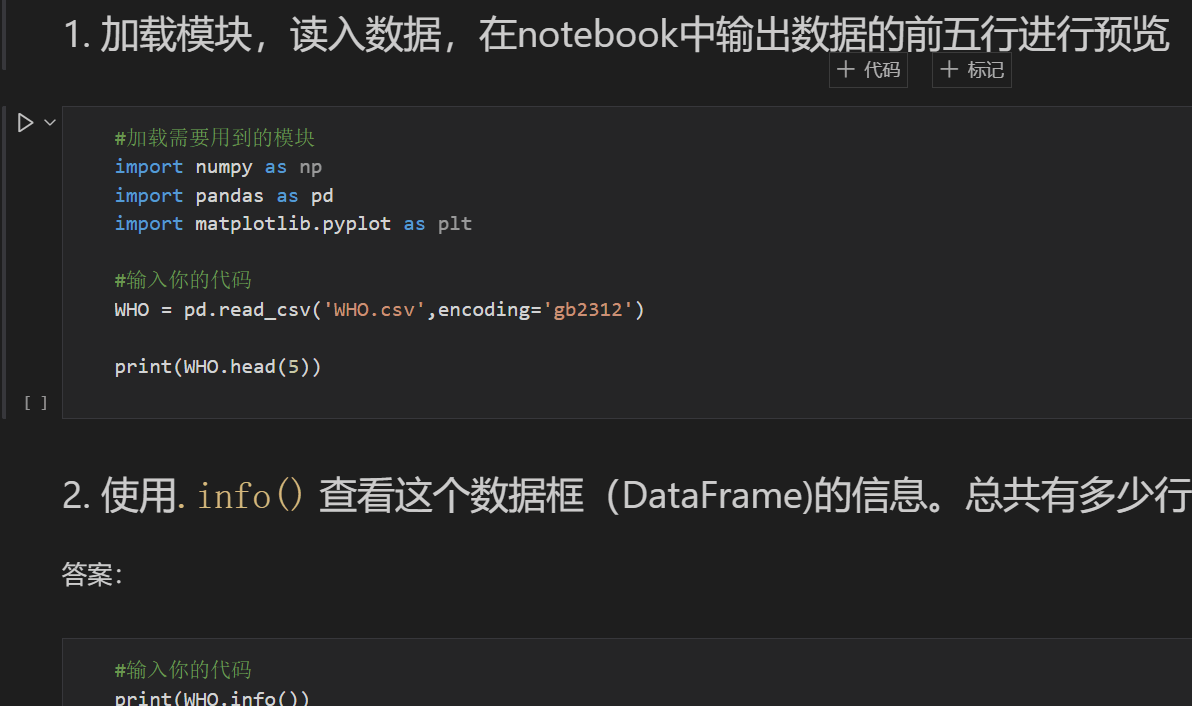 1. 加载模块，读入数据，在notebook中输出数据的前五行进行预览
+ 代码 + 标记
#加载需要用到的模块
import numpy as np
import pandas as pd
import matplotlib.pyplot as plt
#输入你的代码
WHO = pd.read_csv('WHO.csv',encoding='gb2312')
print(WHO.head(5))
[ ]
2. 使用.info() 查看这个数据框（DataFrame)的信息。总共有多少行
答案：
#输入你的代码
print(WHO.info())